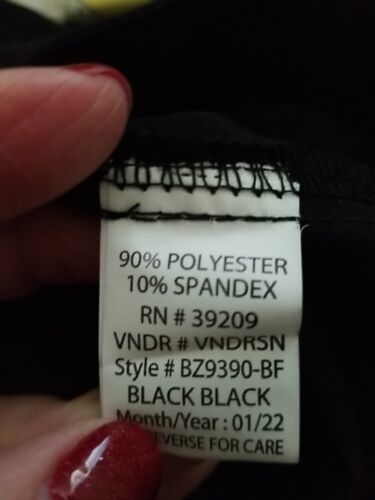 90% POLYESTER
10% SPANDEX
RN # 39209
VNDR # VNDRSN
Style # BZ9390-BF
BLACK BLACK
Month/Year : 01/22
EVERSE FOR CARE